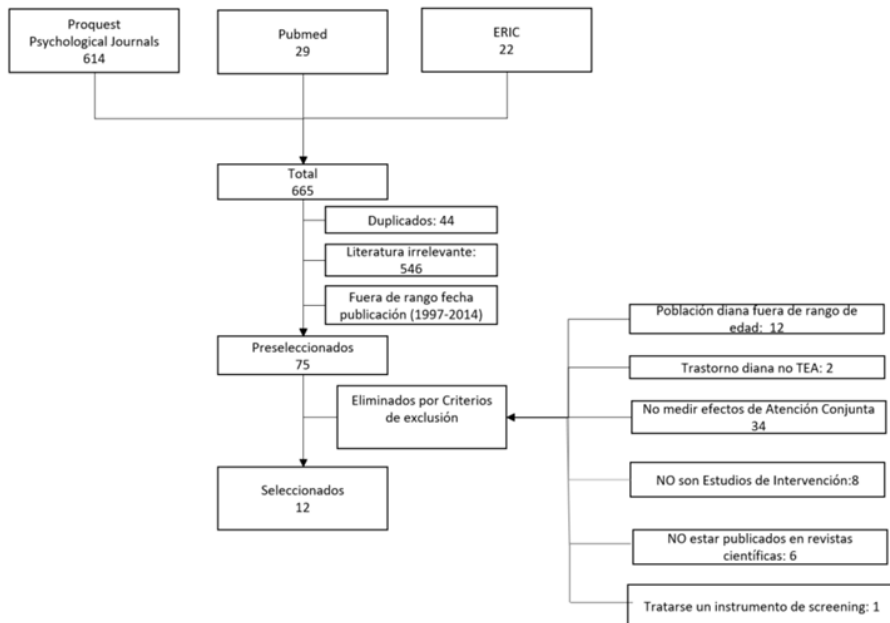 Proquest
Psychological Journals
614
Pubmed
29
ERIC
22
Total
665
Duplicados: 44
Literatura irrelevante:
546
Fuera de rango fecha
publicación (1997-2014)
Preseleccionados
75
Eliminados por Criterios
de exclusión
Seleccionados
12
Población diana fuera de rango de
edad: 12
Trastorno diana no TEA: 2
No medir efectos de Atención Conjunta
34
NO son Estudios de Intervención:8
NO estar publicados en revistas
científicas: 6
Tratarse un instrumento de screening: 1